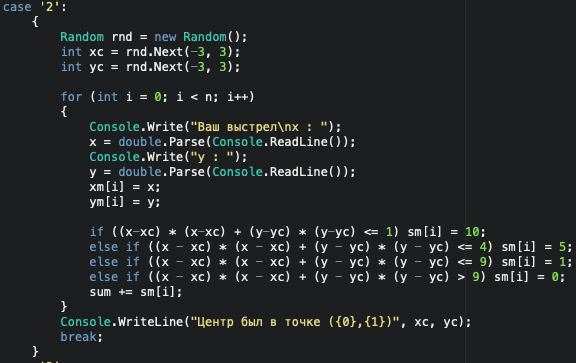 case '2':
{
Random rnd = new Random();
int xc = rnd.Next(-3, 3);
int yc = rnd.Next(-3, 3);
for (int i = 0; i < n; i++)
{
Console.Write("Ваш выстрел\nx : ");
x = double.Parse(Console.ReadLine());
Console.Write("y : ");
y = double.Parse(Console.ReadLine());
xm[i] = x;
ym[i] = y;
if ((x-xc) * (x-xc) + (y-yc) * (y-yc) <= 1) sm[i] = 10;
else if ((x - xc) * (x - xc) + (y - yc) * (y - yc) <= 4) sm[i] = 5;
else if ((x - xc) * (x - xc) + (y - yc) * (y - yc) <= 9) sm[i] = 1;
else if ((x - xc) * (x - xc) + (y - yc) * (y - yc) > 9) sm[i] = 0;
sum += sm[i];
}
Console.WriteLine("Центр был в точке ({0},{1})", xc, yc);
break;
}